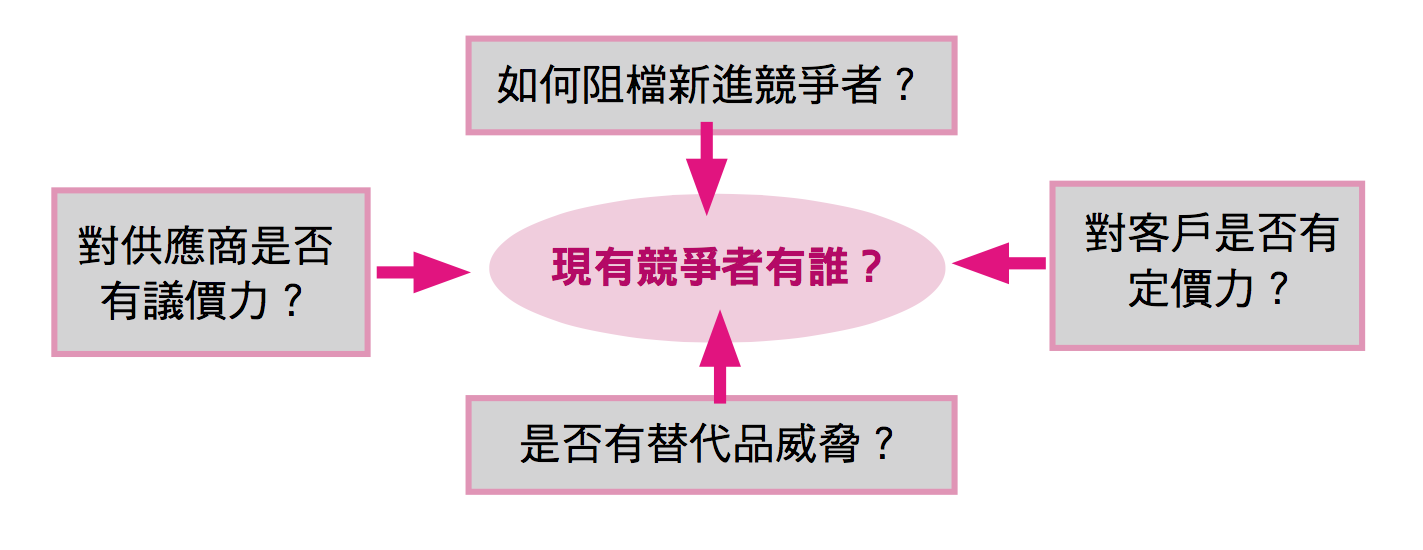 如何阻檔新進競爭者？
對供應商是否
有議價力？
現有競爭者有誰？
對客戶是否有
定價力？
是否有替代品威脅？